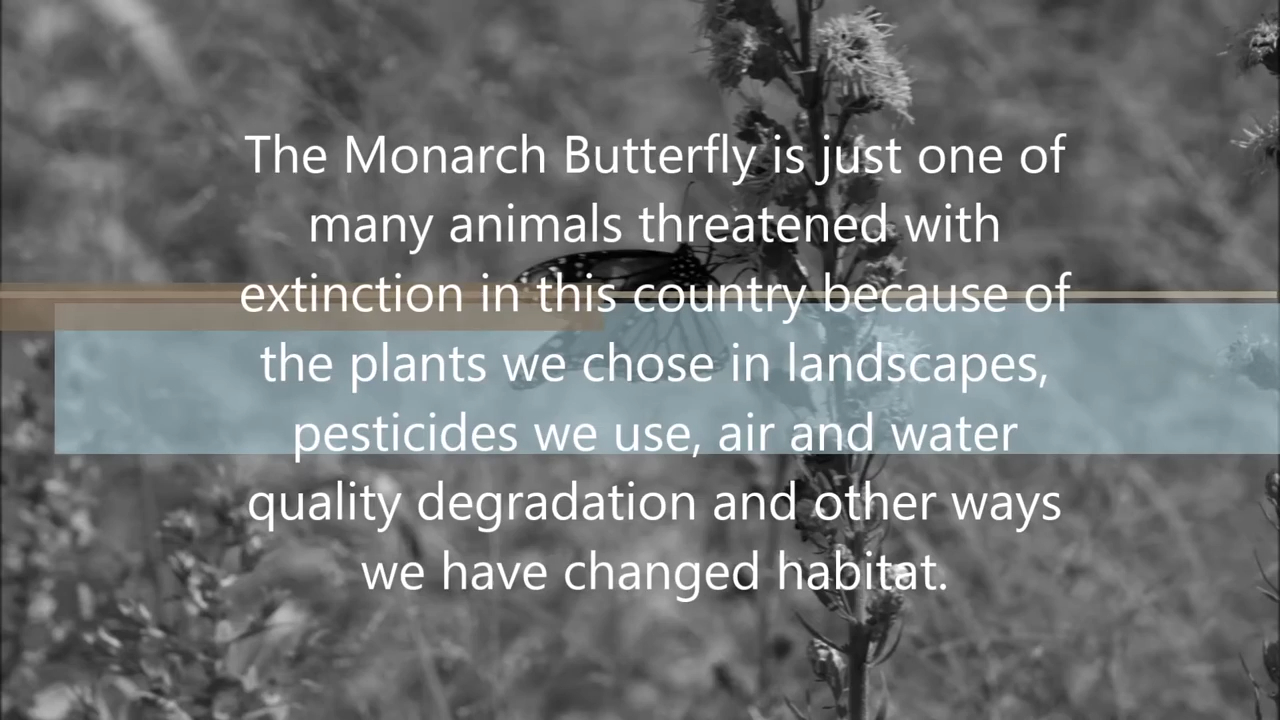 The Monarch Butterfly is just one of
many animals threatened with
extinction in this country because of
the plants we chose in landscapes,
pesticides we use, air and water
quality degradation and other ways
we have changed habitat.